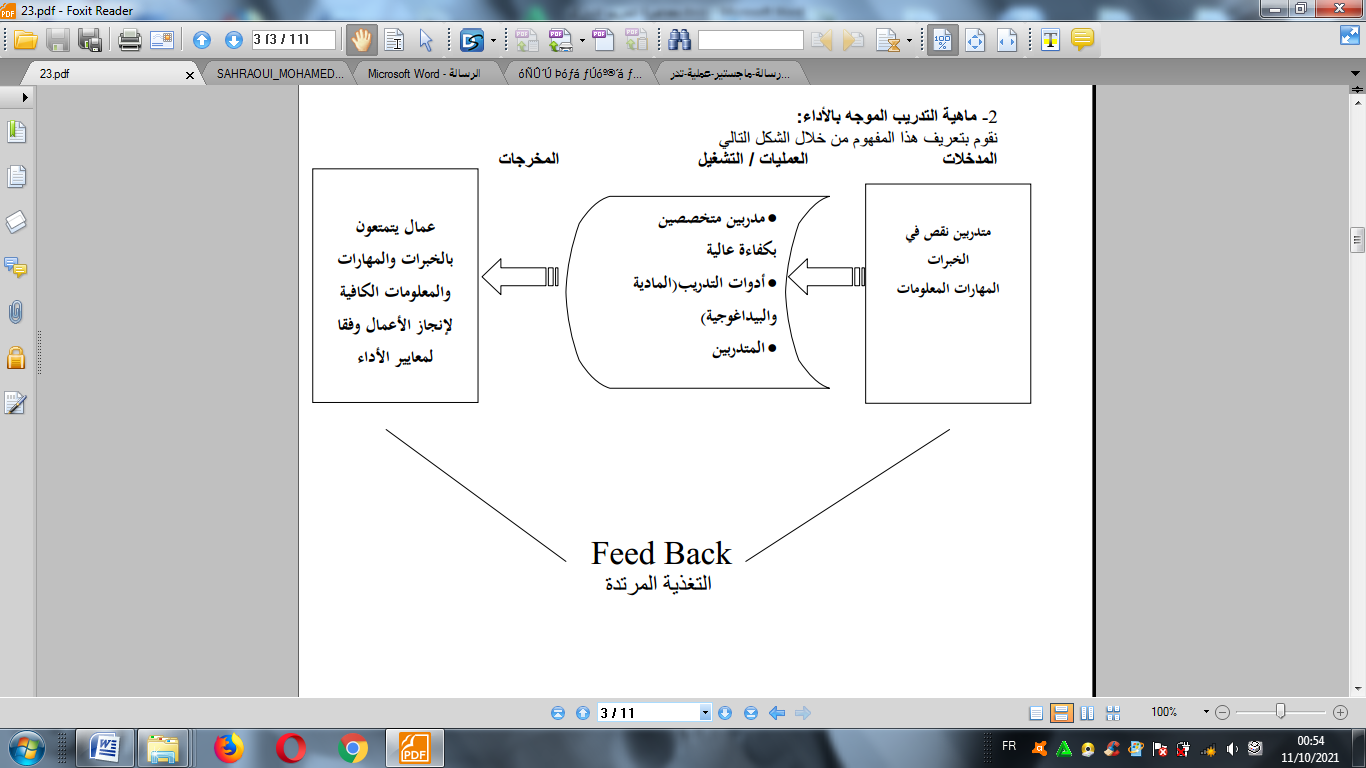 23.pdf - Foxit Reader
3 (3 / 11)
23.pdf
SAHRAOUI_MOHAMED...
Microsoft Word - الرسالة
óÑÛ´Ú Þóƒá ƒÚóº®´á ƒ...
رسالة-ماجستير-عملية-تدر...
2- ماهية التدريب الموجه بالأداء:
نقوم بتعريف هذا المفهوم من خلال الشكل التالي
المدخلات العمليات / التشغيل المخرجات
متدربين نقص في
الخبرات
المهارات المعلومات
● مدربين متخصصين
بكفاءة عالية
● أدوات التدريب(المادية
والبيداغوجية)
● المتدربين
عمال يتمتعون
بالخبرات والمهارات
والمعلومات الكافية
لإنجاز الأعمال وفقا
لمعايير الأداء
Feed Back
التغذية المرتدة
3 / 11
100%
FR
00:54
11/10/2021